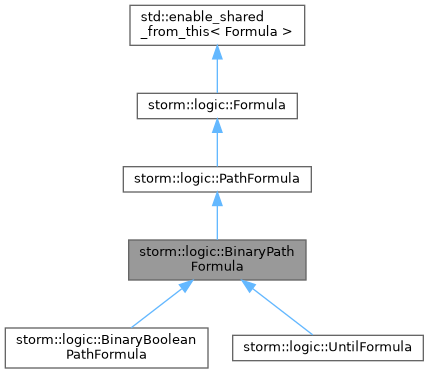 std::enable_shared
_from_this< Formula >
storm::logic::Formula
storm::logic::PathFormula
storm::logic::BinaryPath
Formula
storm::logic::BinaryBoolean
PathFormula
storm::logic::UntilFormula